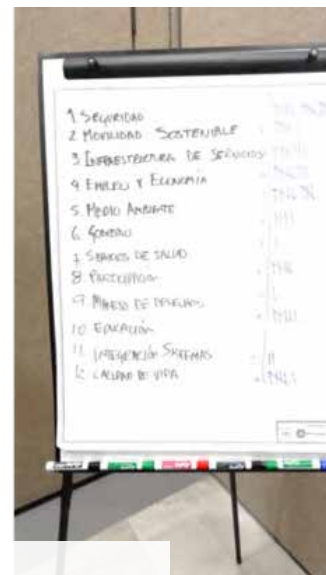 1 SEGURIDAD
2 MOVILIDAD SOSTENIBLE
3 INFRAESTRUCTURA DE SERVICIOS
4 EMPLEO Y ECONOMÍA
5. MEDIO AMBIENTE
6. GÉNERO
7 SERVICIOS DE SALUD
8. PARTICIPACIÓN
9 MANEJO DE DESECHOS
10 EDUCACIÓN
11 INTEGRACIÓN SISTEMAS
12 CALIDAD DE VIDA